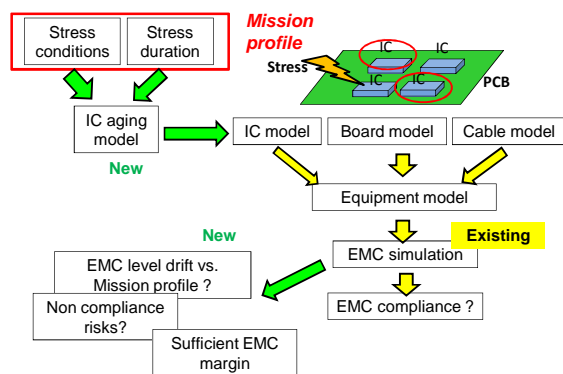 Mission
profile
Stress
conditions
Stress
duration
IC
IC
Stress
IC
IC
PCB
IC aging
model
New
IC model
Board model
Cable model
Equipment model
New
Existing
EMC simulation
EMC level drift vs.
Mission profile ?
Non compliance
risks?
EMC compliance ?
Sufficient EMC
margin